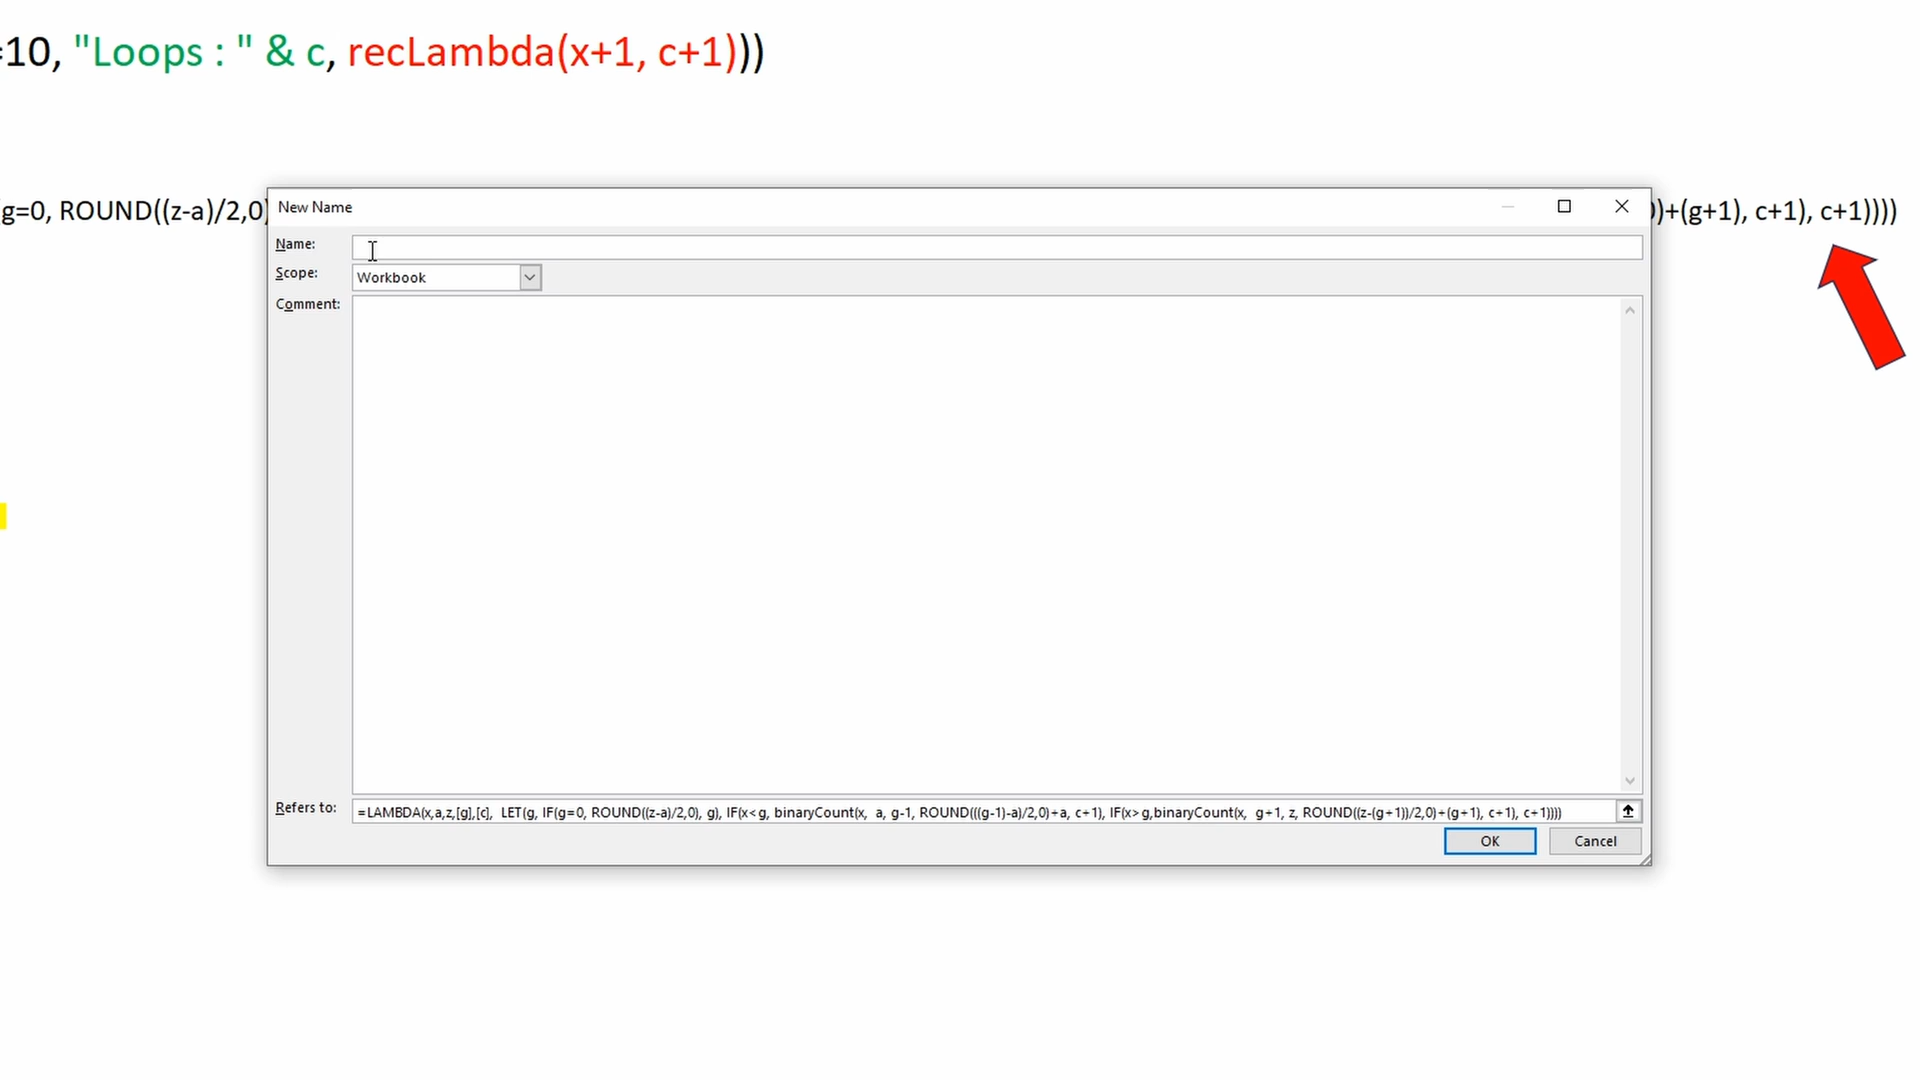 =10, "Loops : " & c, recLambda(x+1, c+1)))
g=0, ROUND((z-a)/2,0)
)+(g+1), c+1), c+1))))
New Name
Name:
Scope:
Workbook
Comment:
Refers to:
=LAMBDA(x,a,z,[g],[c],  LET(g, IF(g=0, ROUND((z-a)/2,0), g), IF(x<g, binaryCount(x,  a, g-1, ROUND(((g-1)-a)/2,0)+a, c+1), IF(x>g,binaryCount(x,  g+1, z, ROUND((z-(g+1))/2,0)+(g+1), c+1), c+1))))
OK
Cancel